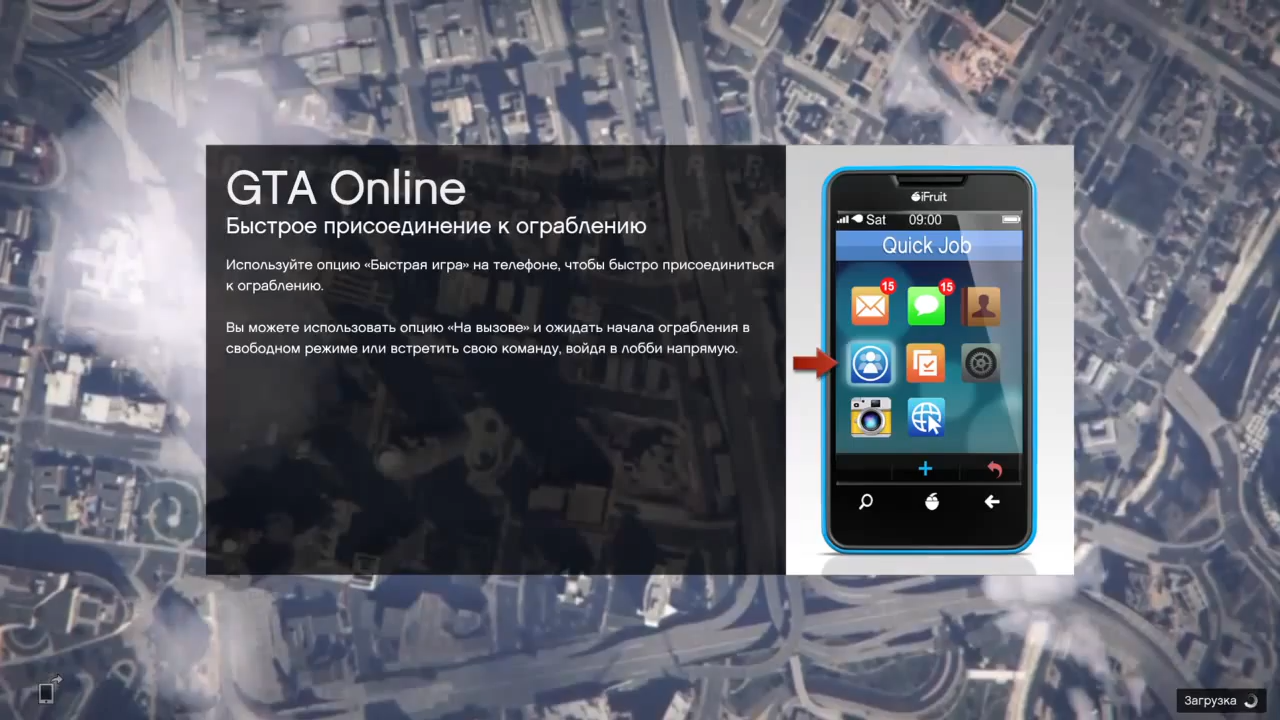 GTA Online
Быстрое присоединение к ограблению
Используйте опцию «Быстрая игра» на телефоне, чтобы быстро присоединиться
к ограблению.
Вы можете использовать опцию «На вызове» и ожидать начала ограбления в
свободном режиме или встретить свою команду, войдя в лобби напрямую.
iFruit
Sat 09:00
Quick Job
15 15
Загрузка